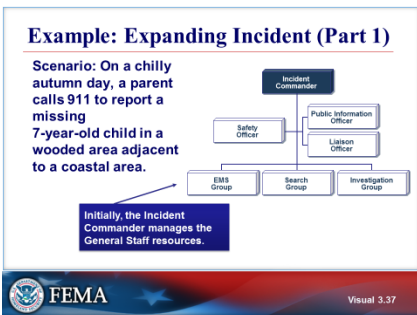 Example: Expanding Incident (Part 1)
Scenario: On a chilly
autumn day, a parent
calls 911 to report a
missing
7-year-old child in a
wooded area adjacent
to a coastal area.
Incident
Commander
Safety
Officer
Public Information
Officer
Liaison
Officer
EMS
Group
Search
Group
Investigation
Group
Initially, the Incident
Commander manages the
General Staff resources.
FEMA
Visual 3.37